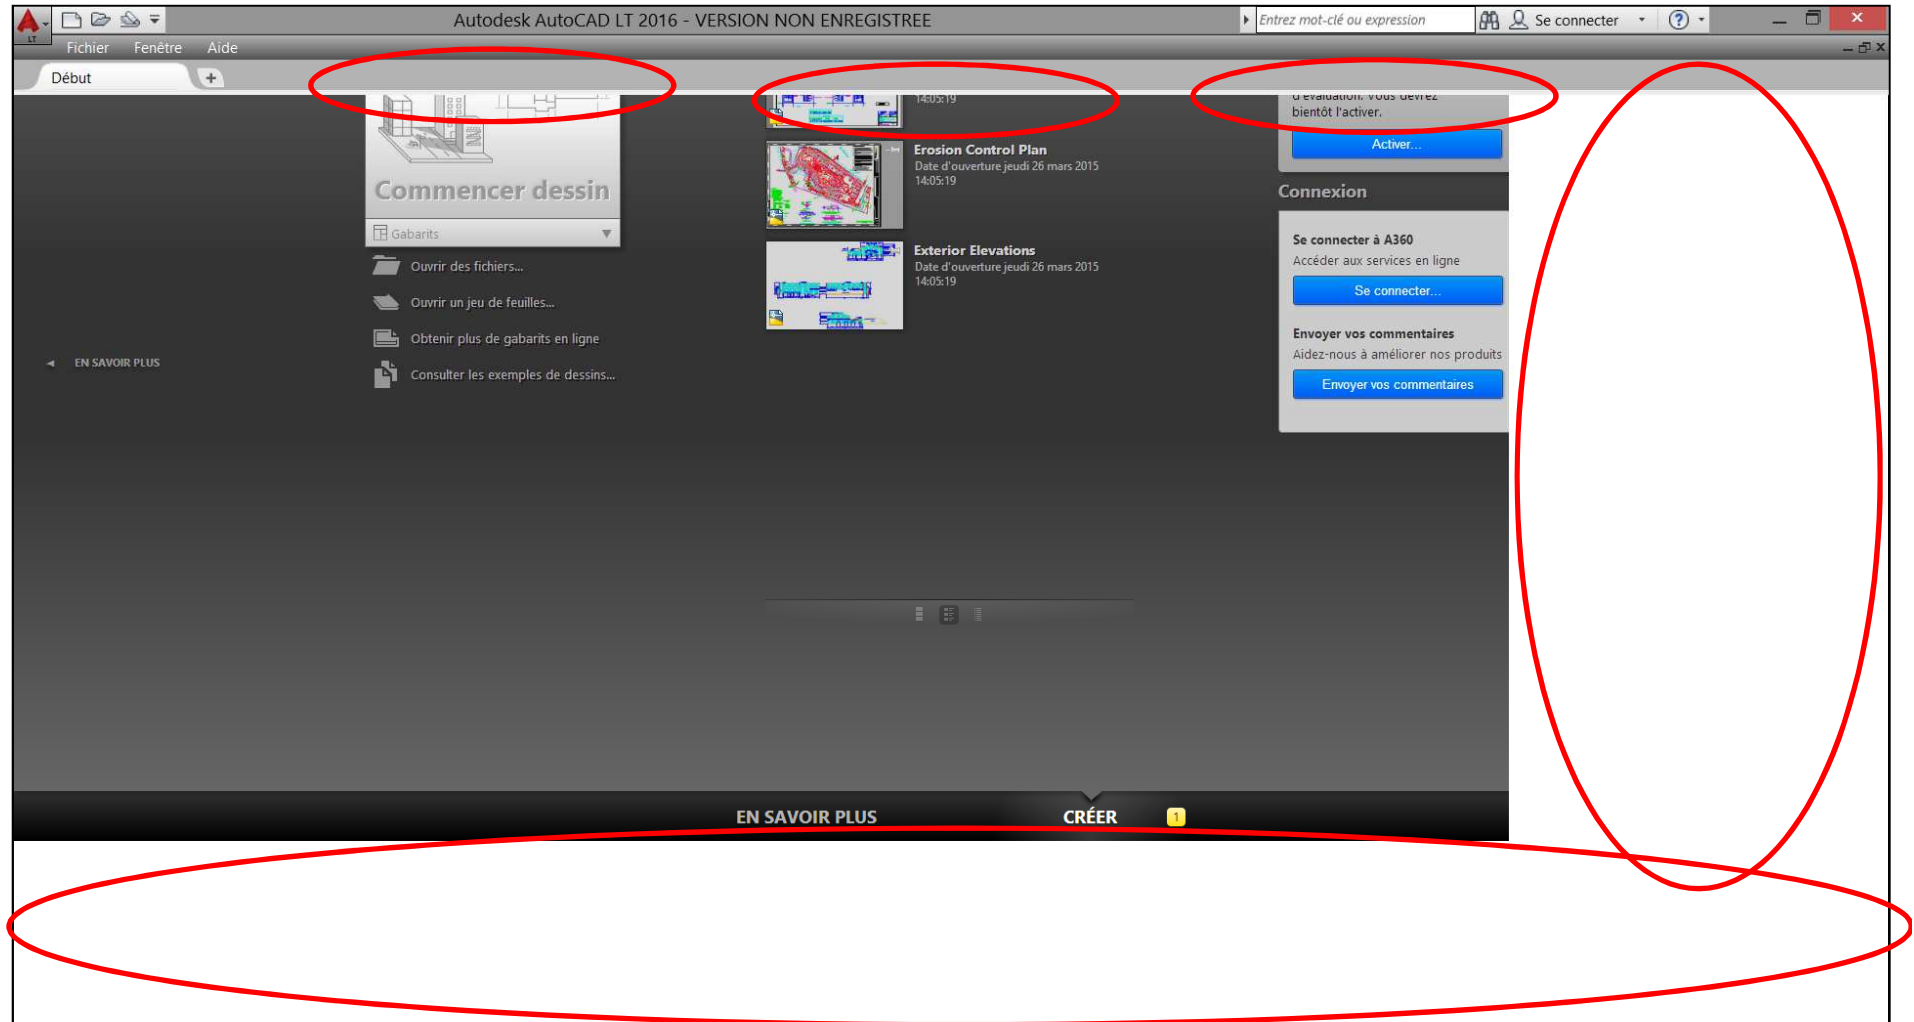 Autodesk AutoCAD LT 2016 - VERSION NON ENREGISTREE
Entrez mot-clé ou expression
Se connecter
?
LT
Fichier Fenêtre Aide
Début
+
Commencer dessin
Gabarits
Ouvrir des fichiers...
Ouvrir un jeu de feuilles...
Obtenir plus de gabarits en ligne
Consulter les exemples de dessins...
EN SAVOIR PLUS
14:05:19
Erosion Control Plan
Date d'ouverture jeudi 26 mars 2015
14:05:19
Exterior Elevations
Date d'ouverture jeudi 26 mars 2015
14:05:19
d'évaluation. Vous devrez
bientôt l'activer.
Activer...
Connexion
Se connecter à A360
Accéder aux services en ligne
Se connecter...
Envoyer vos commentaires
Aidez-nous à améliorer nos produits
Envoyer vos commentaires
EN SAVOIR PLUS
CRÉER
1